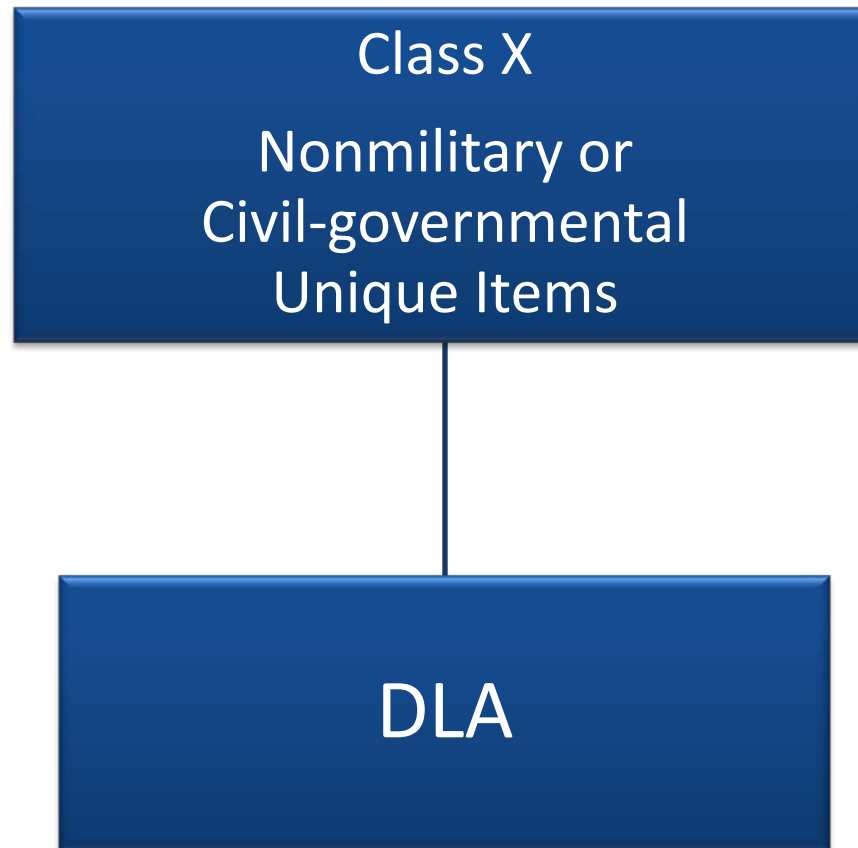 Class X
Nonmilitary or
Civil-governmental
Unique Items
DLA